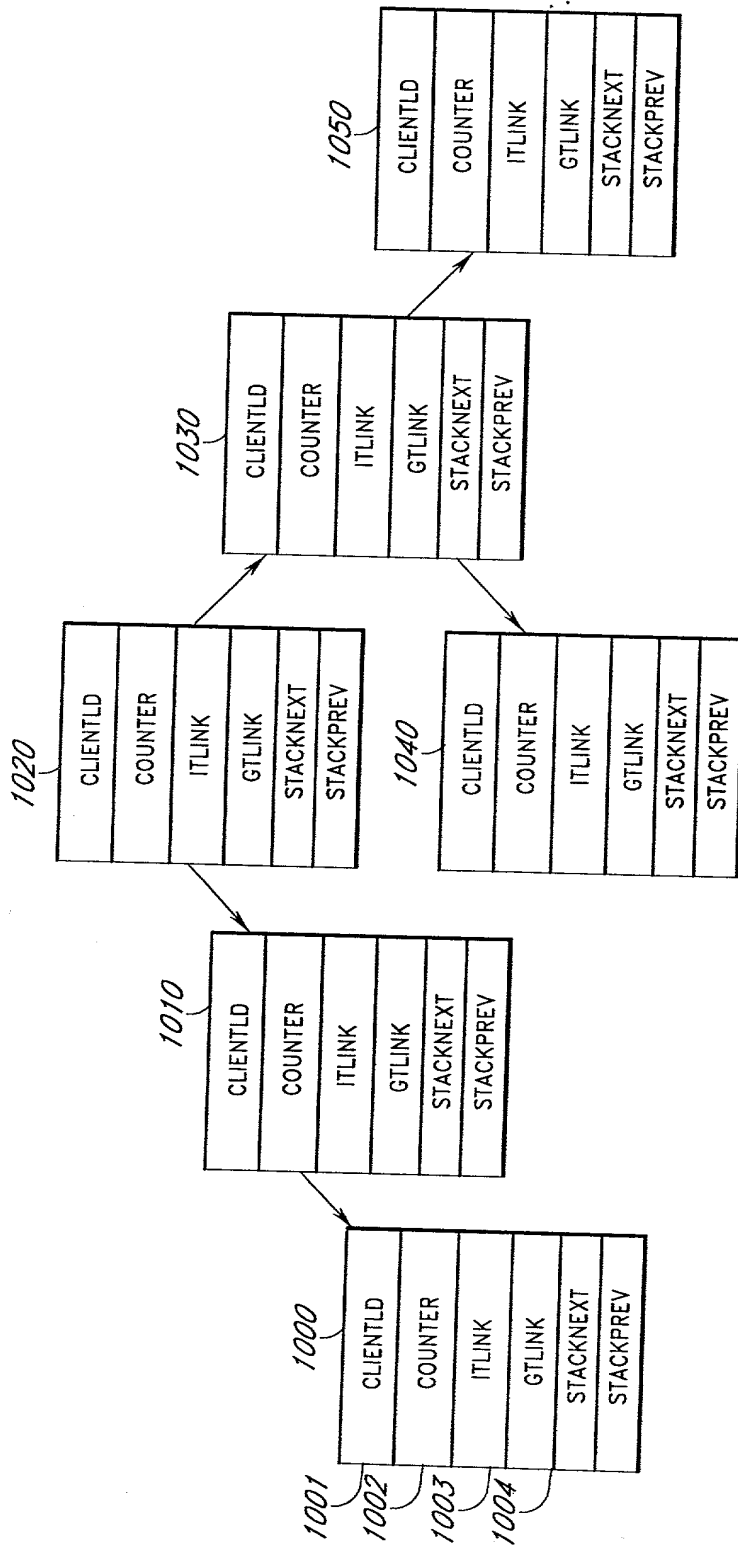 1000
1001
1002
1003
1004
CLIENTLD
COUNTER
ITLINK
GTLINK
STACKNEXT
STACKPREV
1010
CLIENTLD
COUNTER
ITLINK
GTLINK
STACKNEXT
STACKPREV
1020
CLIENTLD
COUNTER
ITLINK
GTLINK
STACKNEXT
STACKPREV
1040
CLIENTLD
COUNTER
ITLINK
GTLINK
STACKNEXT
STACKPREV
1030
CLIENTLD
COUNTER
ITLINK
GTLINK
STACKNEXT
STACKPREV
1050
CLIENTLD
COUNTER
ITLINK
GTLINK
STACKNEXT
STACKPREV